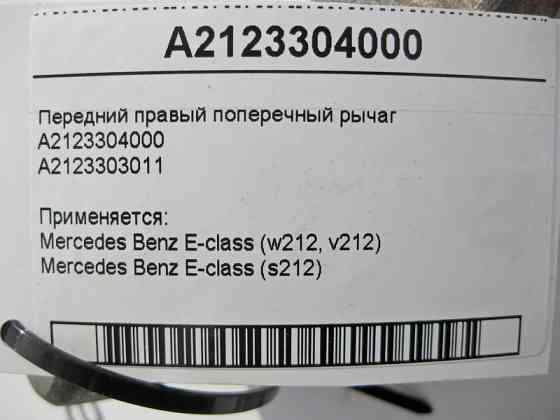 A2123304000
Передний правый поперечный рычаг
A2123304000
A2123303011
Применяется:
Mercedes Benz E-class (w212, v212)
Mercedes Benz E-class (s212)